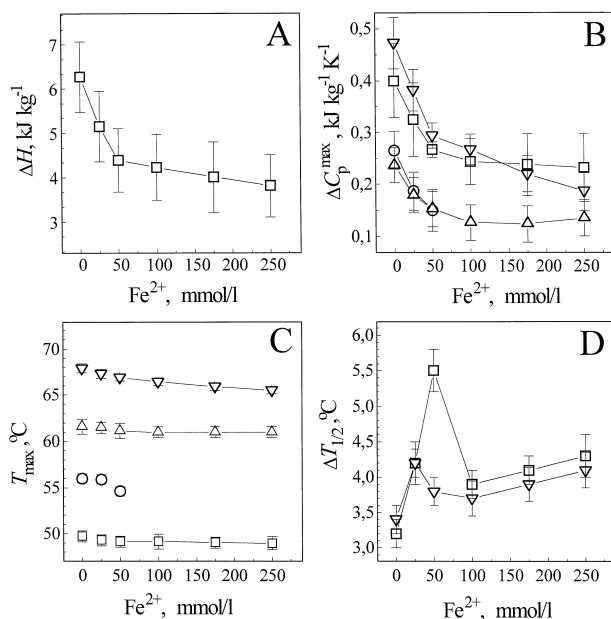 A
ΔH, kJ kg⁻¹
7
6
5
4
3
0 50 100 150 200 250
Fe²⁺, mmol/l
B
ΔCₚᵐᵃˣ, kJ kg⁻¹ K⁻¹
0,5
0,4
0,3
0,2
0,1
0 50 100 150 200 250
Fe²⁺, mmol/l
C
Tₘₐₓ, °C
70
65
60
55
50
0 50 100 150 200 250
Fe²⁺, mmol/l
D
ΔT₁/₂, °C
6,0
5,5
5,0
4,5
4,0
3,5
3,0
0 50 100 150 200 250
Fe²⁺, mmol/l